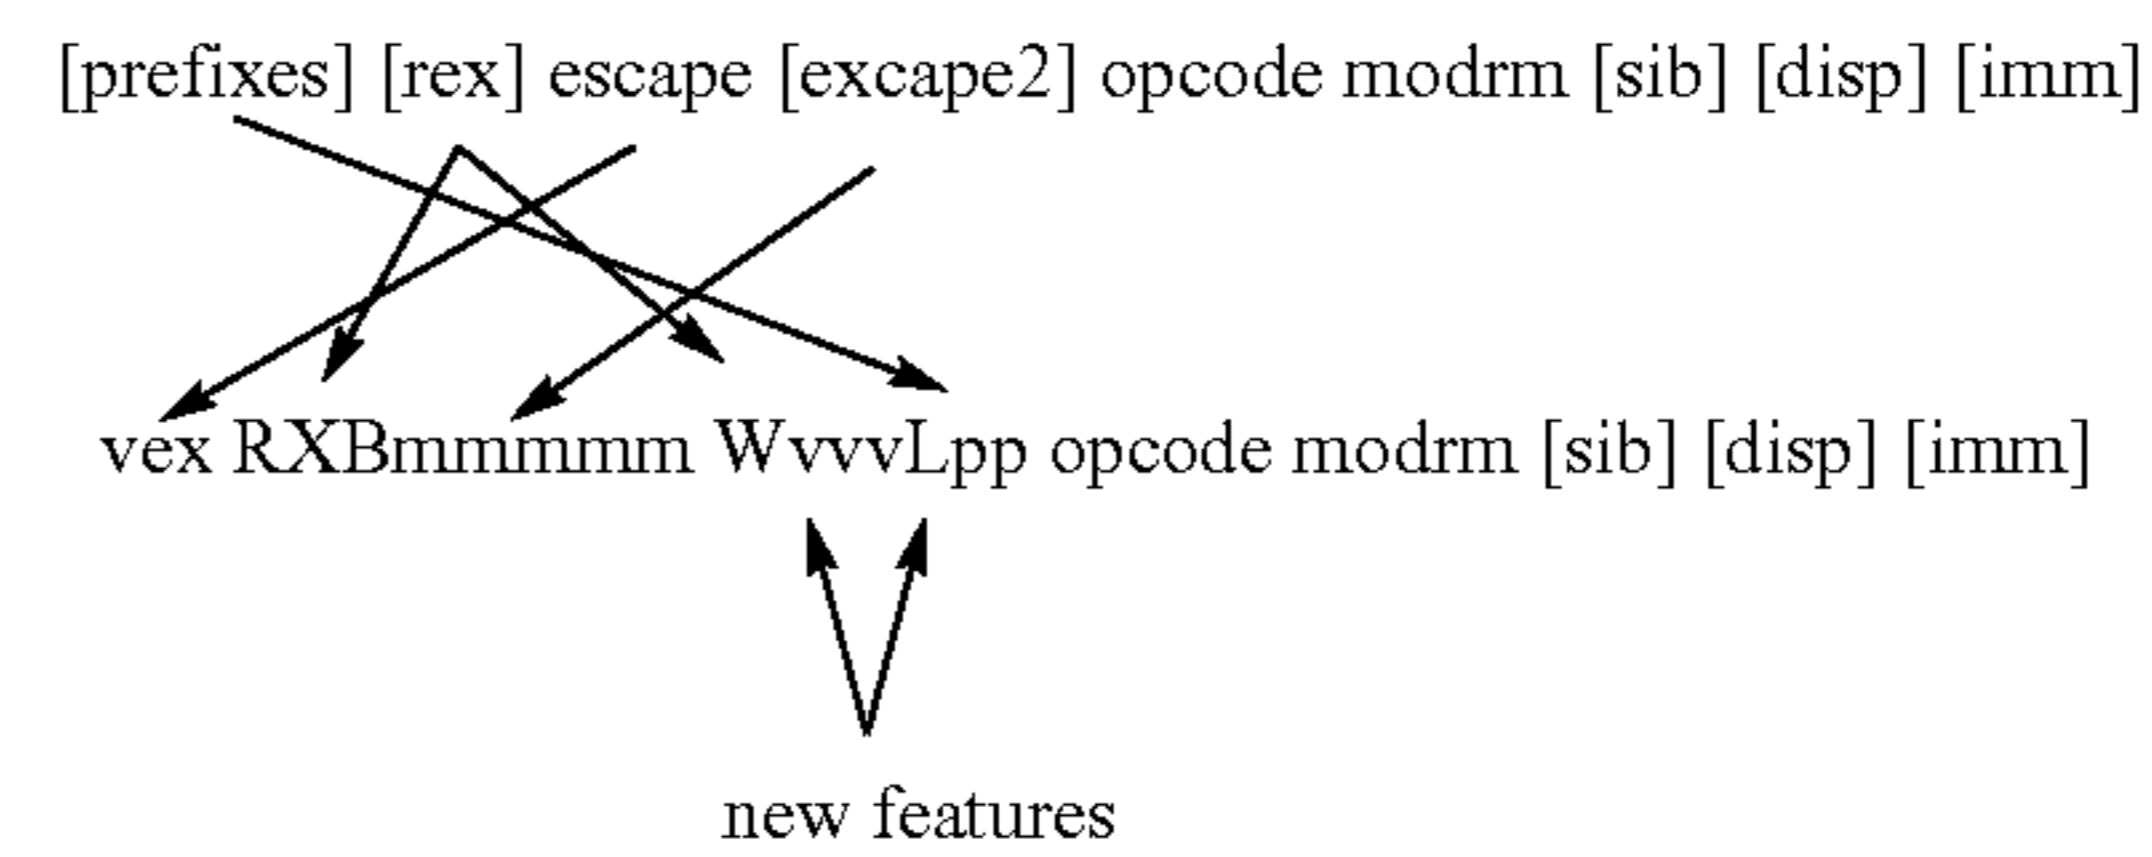 [prefixes] [rex] escape [excape2] opcode modrm [sib] [disp] [imm]
vex RXBmmmmm WvvvLpp opcode modrm [sib] [disp] [imm]
new features